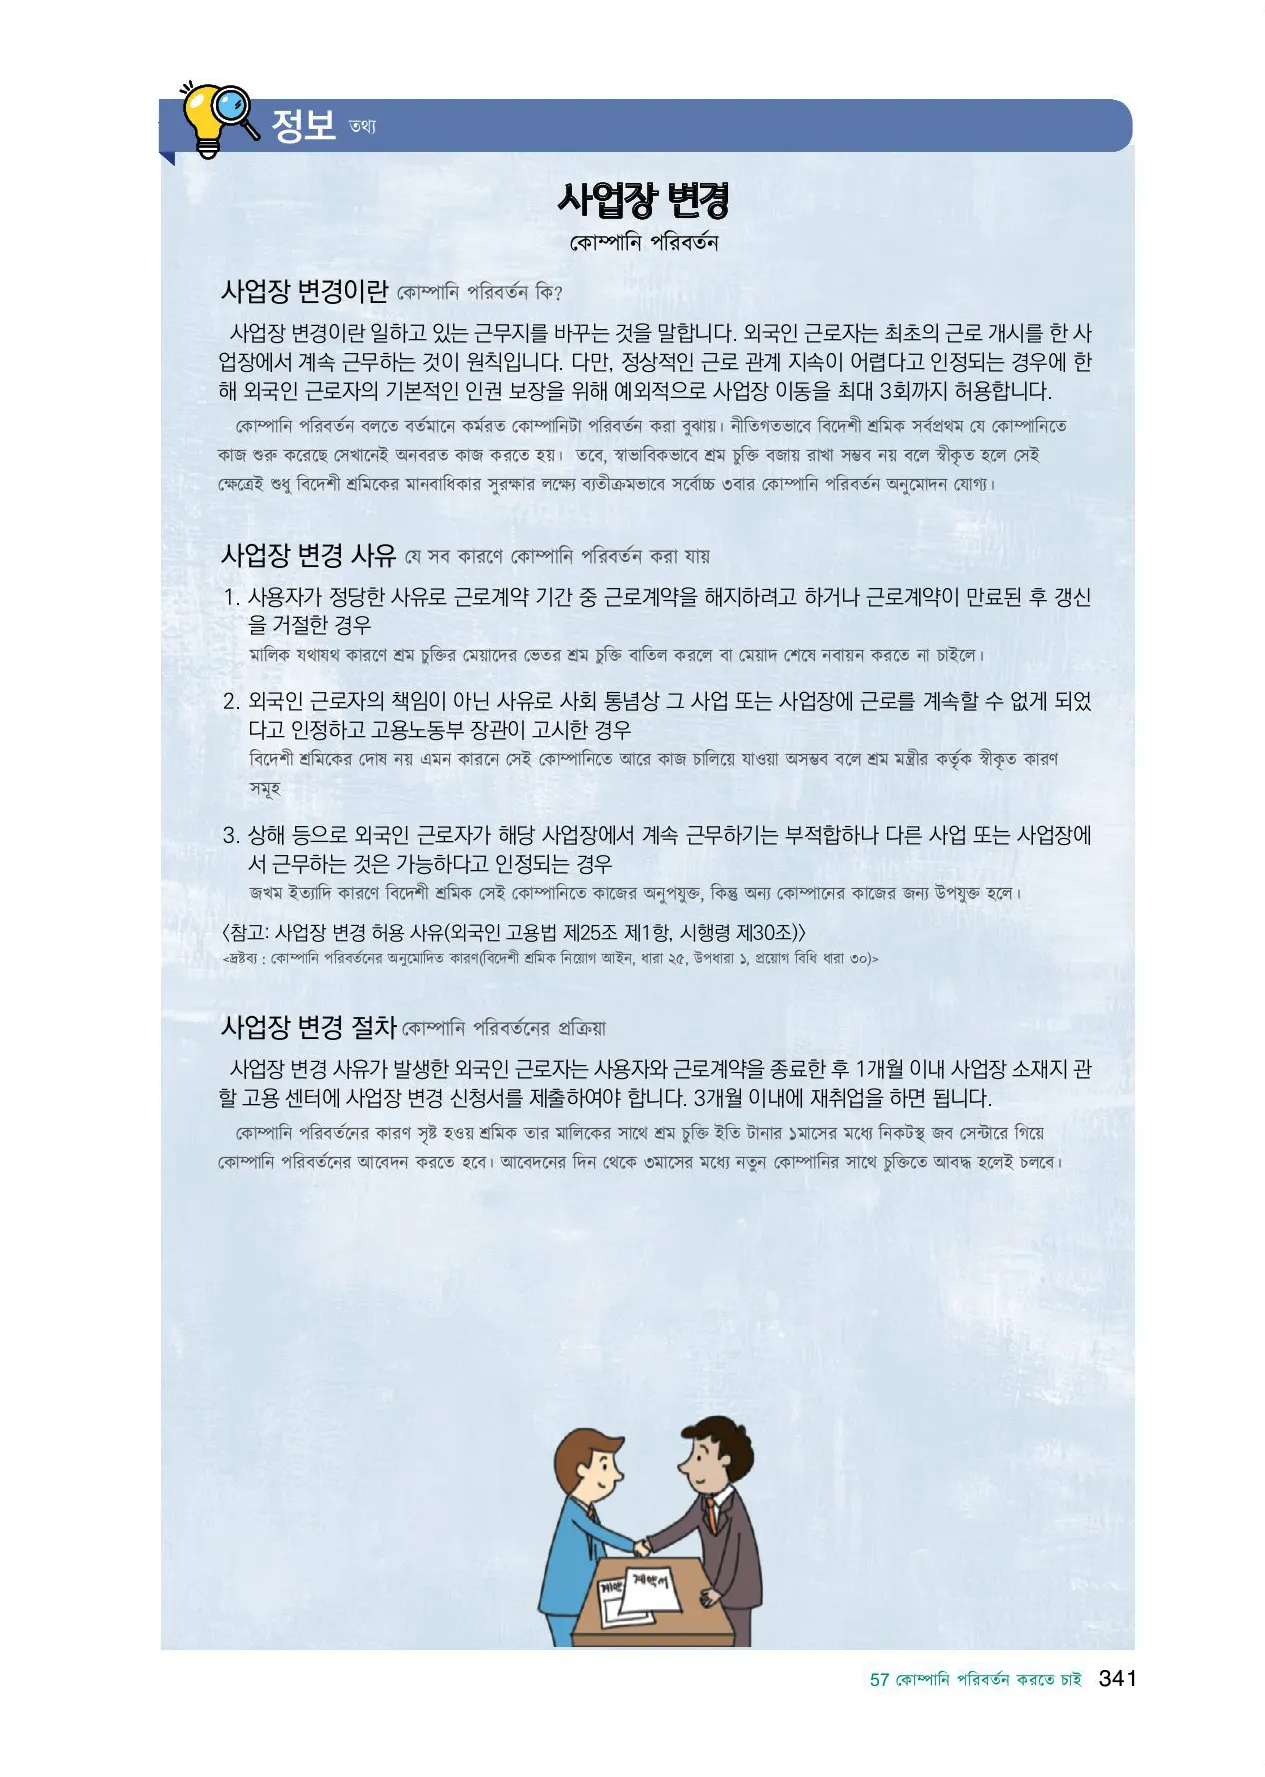 정보 তথ্য
사업장 변경
কোম্পানি পরিবর্তন
사업장 변경이란 কোম্পানি পরিবর্তন কি?
사업장 변경이란 일하고 있는 근무지를 바꾸는 것을 말합니다. 외국인 근로자는 최초의 근로 개시를 한 사
업장에서 계속 근무하는 것이 원칙입니다. 다만, 정상적인 근로 관계 지속이 어렵다고 인정되는 경우에 한
해 외국인 근로자의 기본적인 인권 보장을 위해 예외적으로 사업장 이동을 최대 3회까지 허용합니다.
কোম্পানি পরিবর্তন বলতে বর্তমানে কর্মরত কোম্পানিটা পরিবর্তন করা বুঝায়। নীতিগতভাবে বিদেশী শ্রমিক সর্বপ্রথম যে কোম্পানিতে
কাজ শুরু করেছে সেখানেই অনবরত কাজ করতে হয়। তবে, স্বাভাবিকভাবে শ্রম চুক্তি বজায় রাখা সম্ভব নয় বলে স্বীকৃত হলে সেই
ক্ষেত্রেই শুধু বিদেশী শ্রমিকের মানবাধিকার সুরক্ষার লক্ষ্যে ব্যতীক্রমভাবে সর্বোচ্চ ৩বার কোম্পানি পরিবর্তন অনুমোদন যোগ্য।
사업장 변경 사유 যে সব কারণে কোম্পানি পরিবর্তন করা যায়
1. 사용자가 정당한 사유로 근로계약 기간 중 근로계약을 해지하려고 하거나 근로계약이 만료된 후 갱신
을 거절한 경우
মালিক যথাযথ কারণে শ্রম চুক্তির মেয়াদের ভেতর শ্রম চুক্তি বাতিল করলে বা মেয়াদ শেষে নবায়ন করতে না চাইলে।
2. 외국인 근로자의 책임이 아닌 사유로 사회 통념상 그 사업 또는 사업장에 근로를 계속할 수 없게 되었
다고 인정하고 고용노동부 장관이 고시한 경우
বিদেশী শ্রমিকের দোষ নয় এমন কারনে সেই কোম্পানিতে আরে কাজ চালিয়ে যাওয়া অসম্ভব বলে শ্রম মন্ত্রীর কর্তৃক স্বীকৃত কারণ
সমূহ
3. 상해 등으로 외국인 근로자가 해당 사업장에서 계속 근무하기는 부적합하나 다른 사업 또는 사업장에
서 근무하는 것은 가능하다고 인정되는 경우
জখম ইত্যাদি কারণে বিদেশী শ্রমিক সেই কোম্পানিতে কাজের অনুপযুক্ত, কিন্তু অন্য কোম্পানের কাজের জন্য উপযুক্ত হলে।
〈참고: 사업장 변경 허용 사유(외국인 고용법 제25조 제1항, 시행령 제30조)〉
<দ্রষ্টব্য : কোম্পানি পরিবর্তনের অনুমোদিত কারণ(বিদেশী শ্রমিক নিয়োগ আইন, ধারা ২৫, উপধারা ১, প্রয়োগ বিধি ধারা ৩০)>
사업장 변경 절차 কোম্পানি পরিবর্তনের প্রক্রিয়া
사업장 변경 사유가 발생한 외국인 근로자는 사용자와 근로계약을 종료한 후 1개월 이내 사업장 소재지 관
할 고용 센터에 사업장 변경 신청서를 제출하여야 합니다. 3개월 이내에 재취업을 하면 됩니다.
কোম্পানি পরিবর্তনের কারণ সৃষ্ট হওয় শ্রমিক তার মালিকের সাথে শ্রম চুক্তি ইতি টানার ১মাসের মধ্যে নিকটস্থ জব সেন্টারে গিয়ে
কোম্পানি পরিবর্তনের আবেদন করতে হবে। আবেদনের দিন থেকে ৩মাসের মধ্যে নতুন কোম্পানির সাথে চুক্তিতে আবদ্ধ হলেই চলবে।
계약 계약서
57 কোম্পানি পরিবর্তন করতে চাই 341